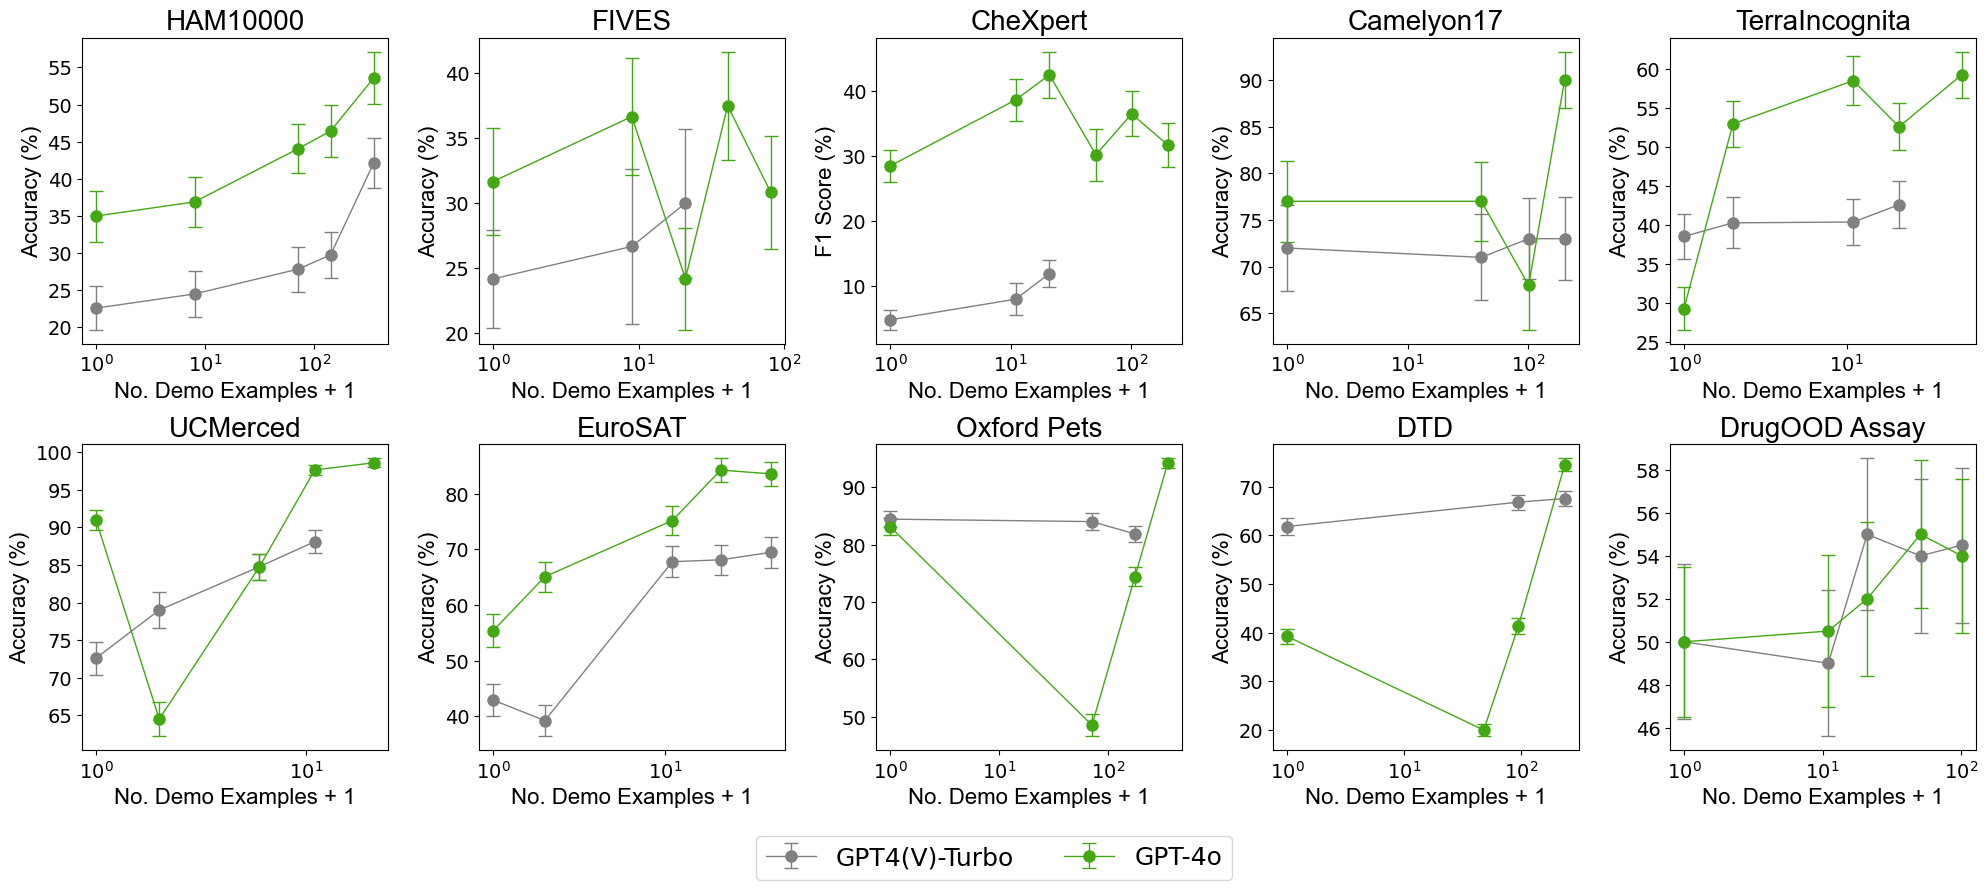 HAM10000
FIVES
CheXpert
Camelyon17
TerraIncognita
Accuracy (%)
55
50
45
40
35
30
25
20
10⁰
10¹
10²
No. Demo Examples + 1
Accuracy (%)
40
35
30
25
20
10⁰
10¹
10²
No. Demo Examples + 1
F1 Score (%)
40
30
20
10
10⁰
10¹
10²
No. Demo Examples + 1
Accuracy (%)
90
85
80
75
70
65
10⁰
10¹
10²
No. Demo Examples + 1
Accuracy (%)
60
55
50
45
40
35
30
25
10⁰
10¹
No. Demo Examples + 1
UCMerced
EuroSAT
Oxford Pets
DTD
DrugOOD Assay
Accuracy (%)
100
95
90
85
80
75
70
65
10⁰
10¹
No. Demo Examples + 1
Accuracy (%)
80
70
60
50
40
10⁰
10¹
No. Demo Examples + 1
Accuracy (%)
90
80
70
60
50
10⁰
10¹
10²
No. Demo Examples + 1
Accuracy (%)
70
60
50
40
30
20
10⁰
10¹
10²
No. Demo Examples + 1
Accuracy (%)
58
56
54
52
50
48
46
10⁰
10¹
10²
No. Demo Examples + 1
GPT4(V)-Turbo
GPT-4o